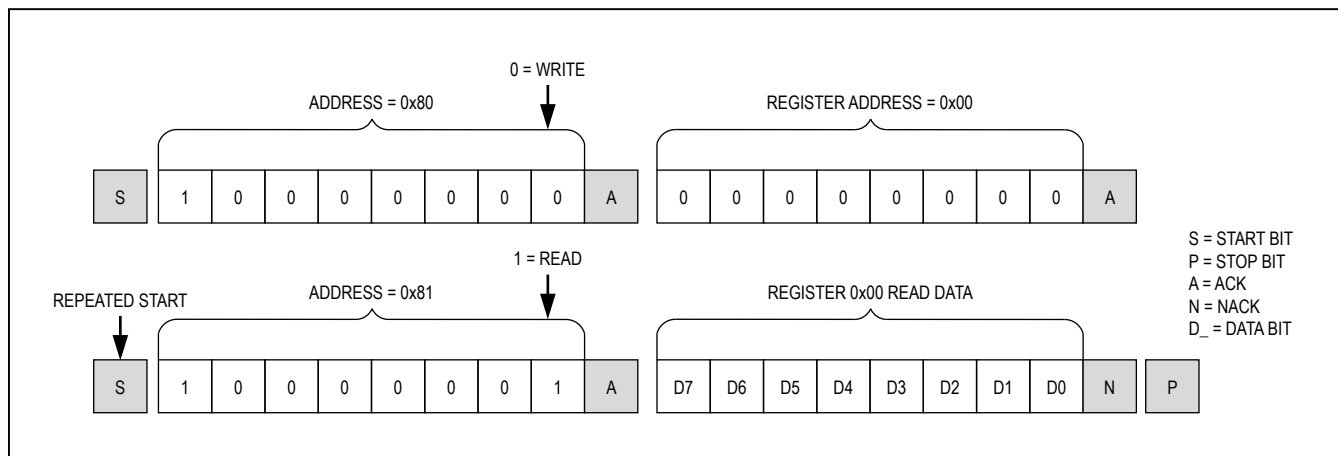 0 = WRITE
ADDRESS = 0x80
REGISTER ADDRESS = 0x00
S 1 0 0 0 0 0 0 0 A 0 0 0 0 0 0 0 0 A
1 = READ
REPEATED START
ADDRESS = 0x81
REGISTER 0x00 READ DATA
S 1 0 0 0 0 0 0 1 A D7 D6 D5 D4 D3 D2 D1 D0 N P
S = START BIT
P = STOP BIT
A = ACK
N = NACK
D_ = DATA BIT